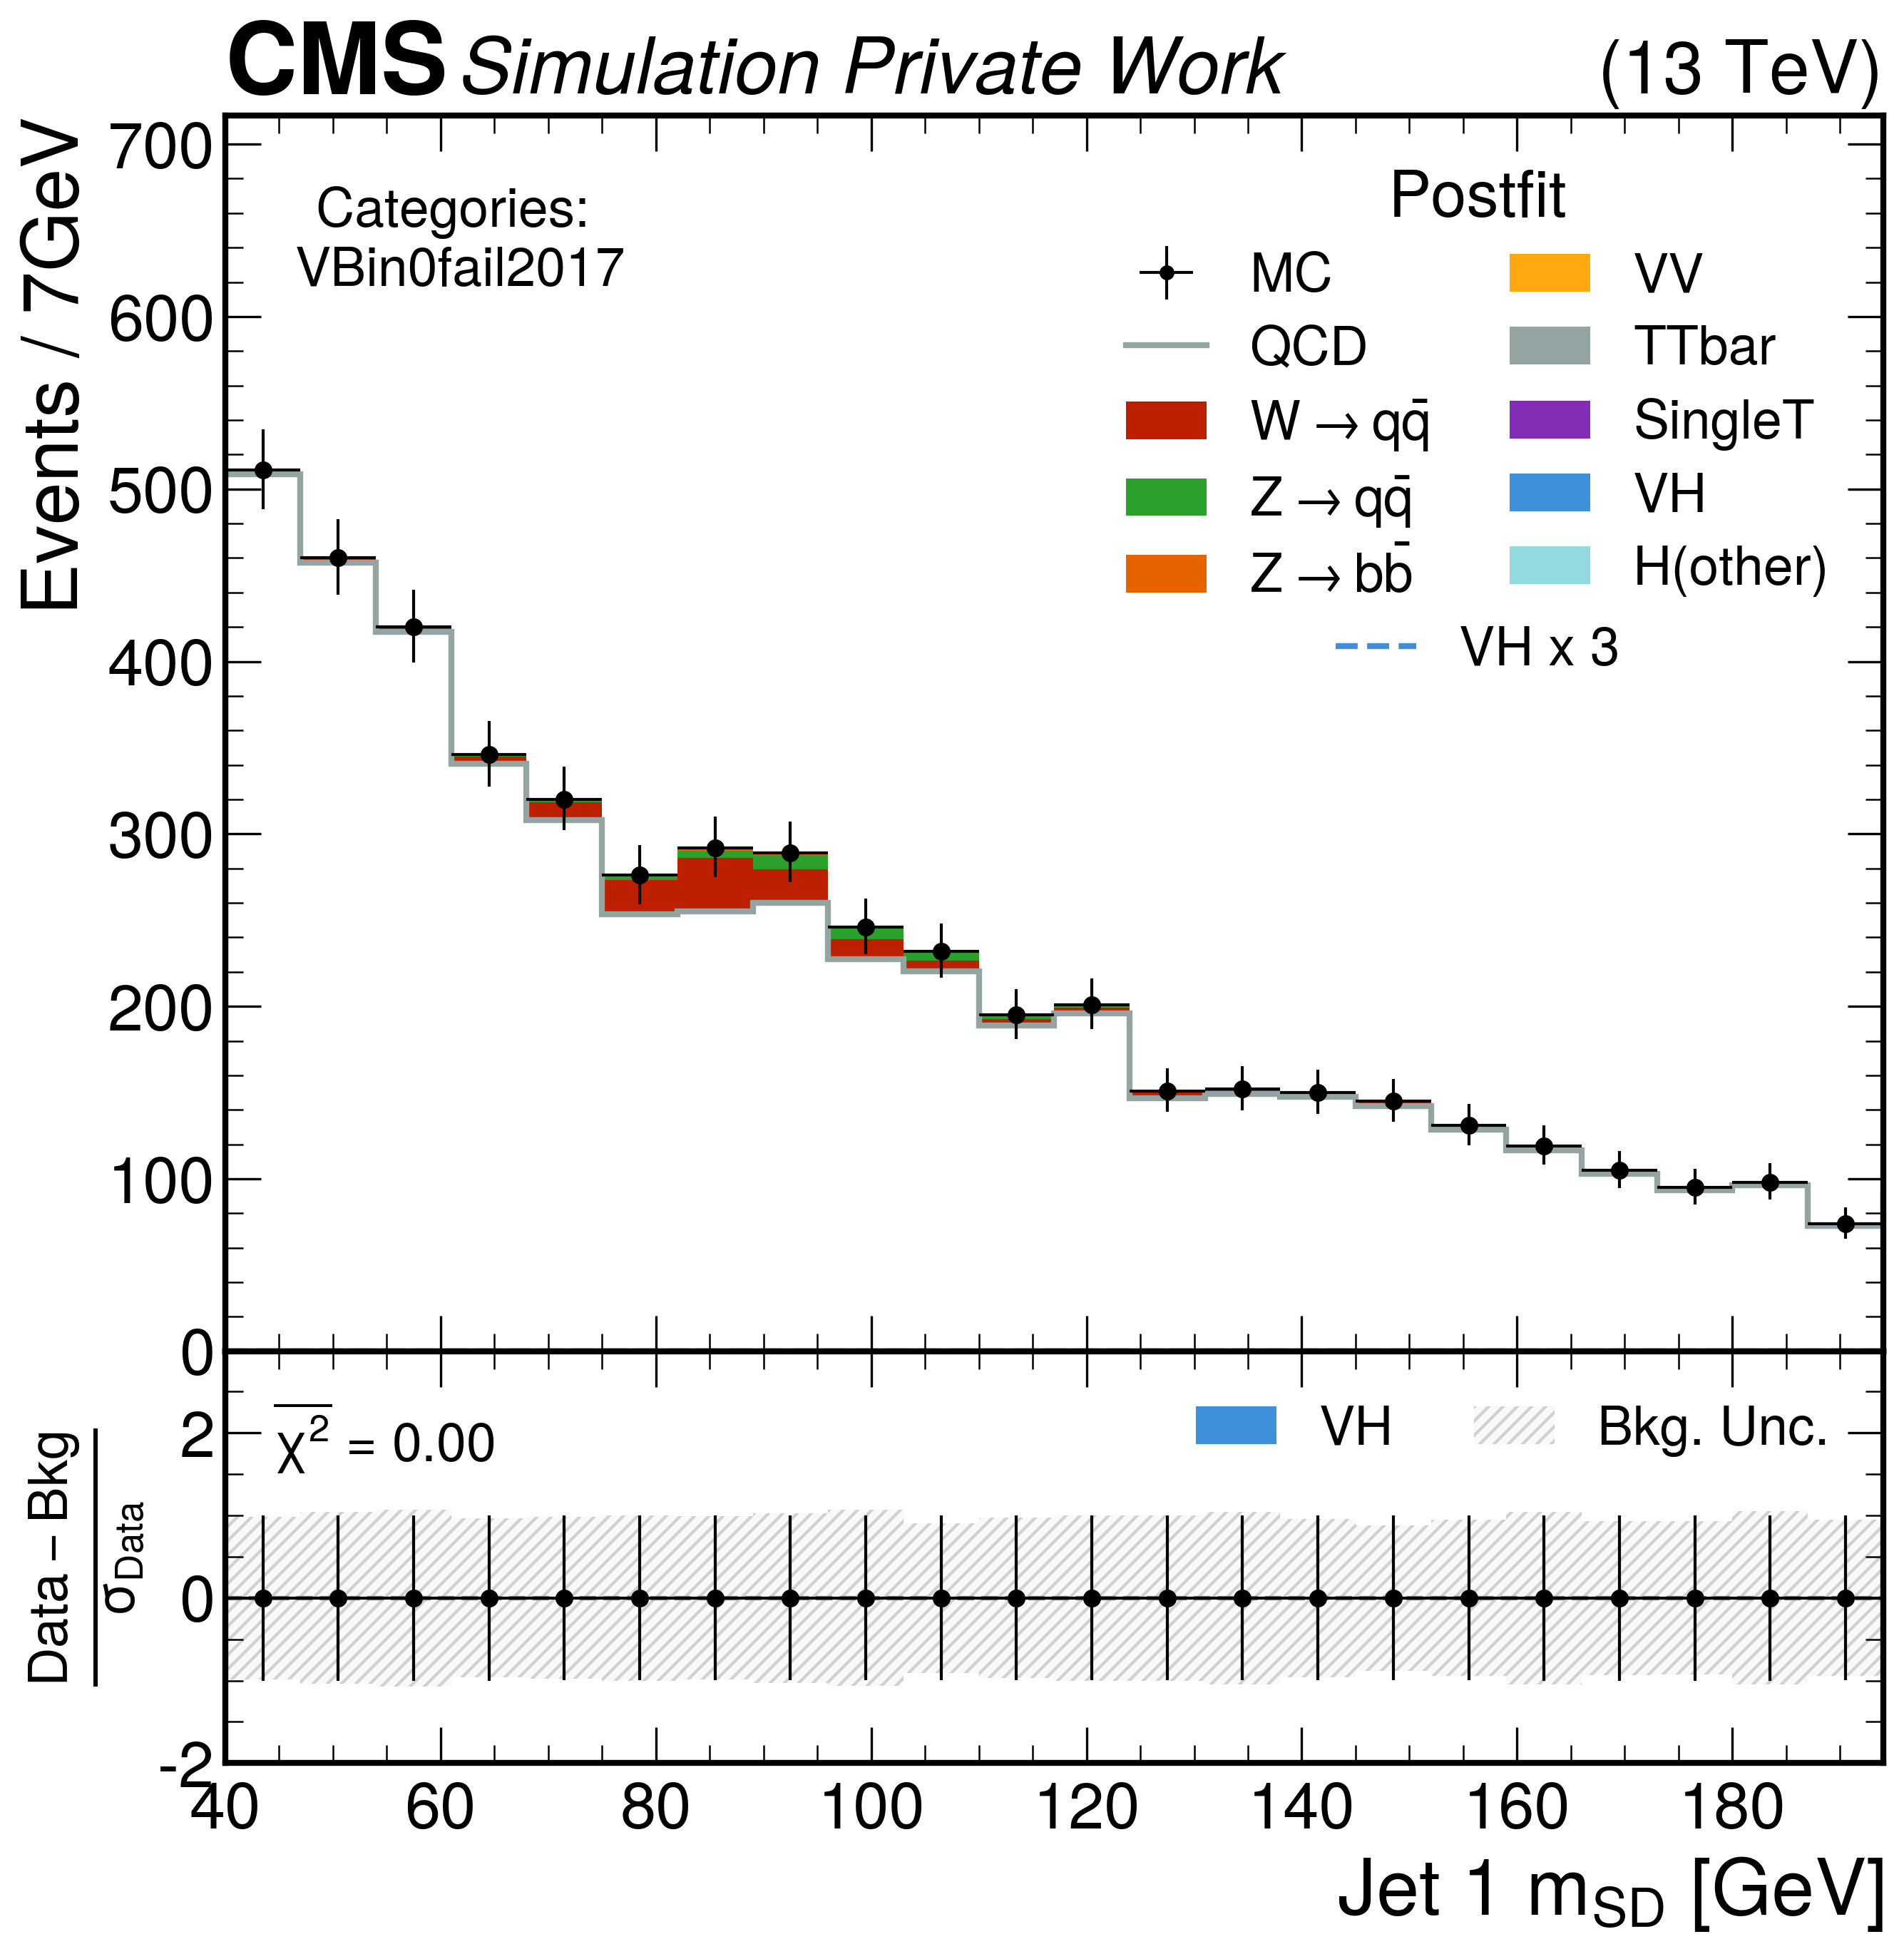 CMS Simulation Private Work (13 TeV)
Events / 7GeV
700
600
500
400
300
200
100
0
Categories:
VBin0fail2017
Postfit
MC
QCD
W → qq̄
Z → qq̄
Z → bb̄
VV
TTbar
SingleT
VH
H(other)
VH x 3
Data – Bkg
σ_Data
2
0
-2
χ² = 0.00
VH
Bkg. Unc.
40 60 80 100 120 140 160 180
Jet 1 m_SD [GeV]